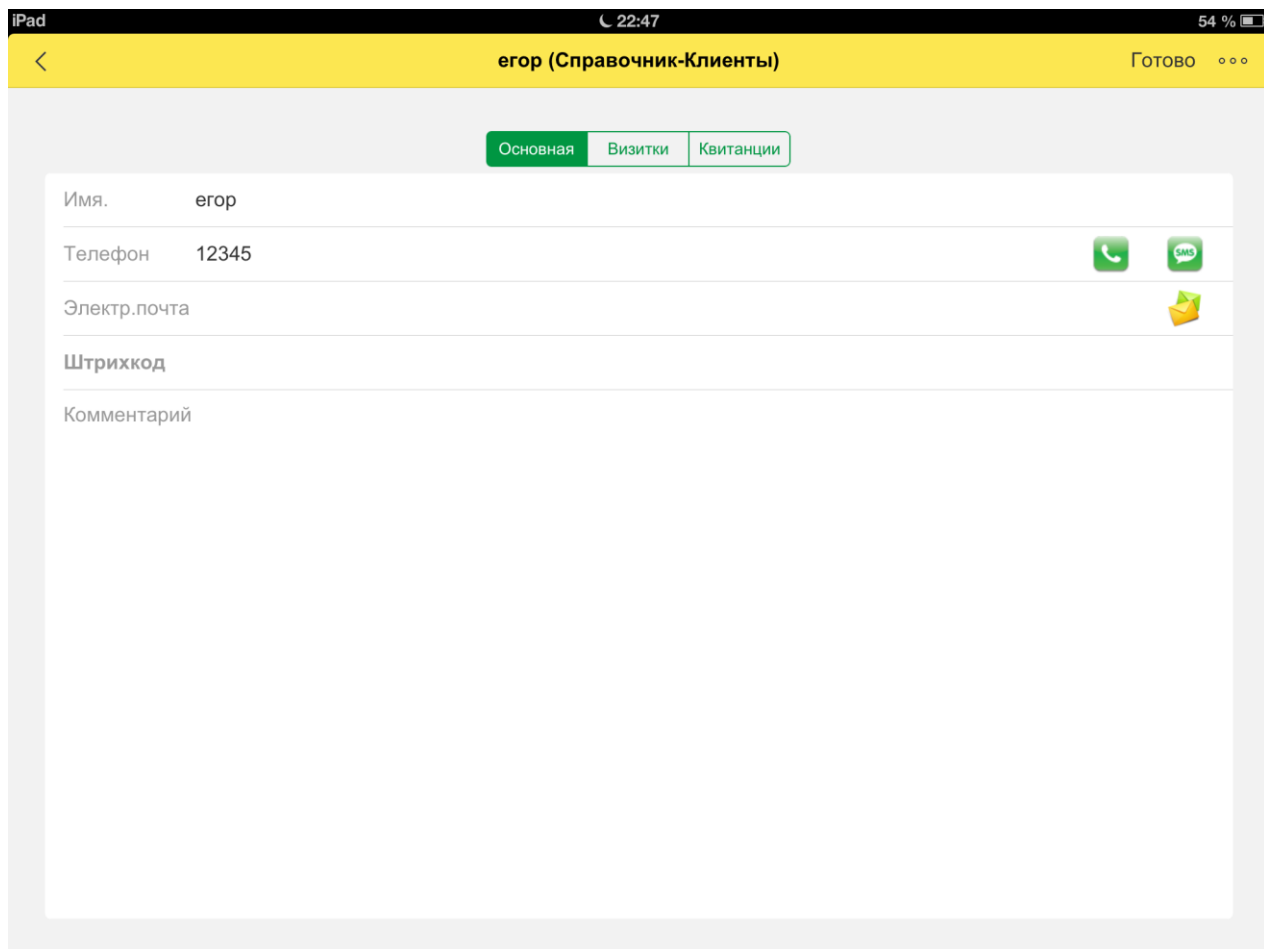 iPad 22:47 54 %
егор (Справочник-Клиенты) Готово
Основная Визитки Квитанции
Имя. егор
Телефон 12345 SMS
Электр.почта
Штрихкод
Комментарий